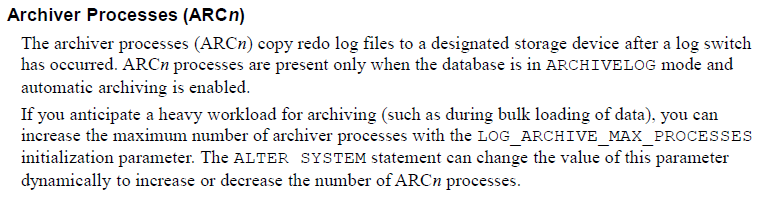 Archiver Processes (ARCn)
The archiver processes (ARCn) copy redo log files to a designated storage device after a log switch
has occurred. ARCn processes are present only when the database is in ARCHIVELOG mode and
automatic archiving is enabled.
If you anticipate a heavy workload for archiving (such as during bulk loading of data), you can
increase the maximum number of archiver processes with the LOG_ARCHIVE_MAX_PROCESSES
initialization parameter. The ALTER SYSTEM statement can change the value of this parameter
dynamically to increase or decrease the number of ARCn processes.